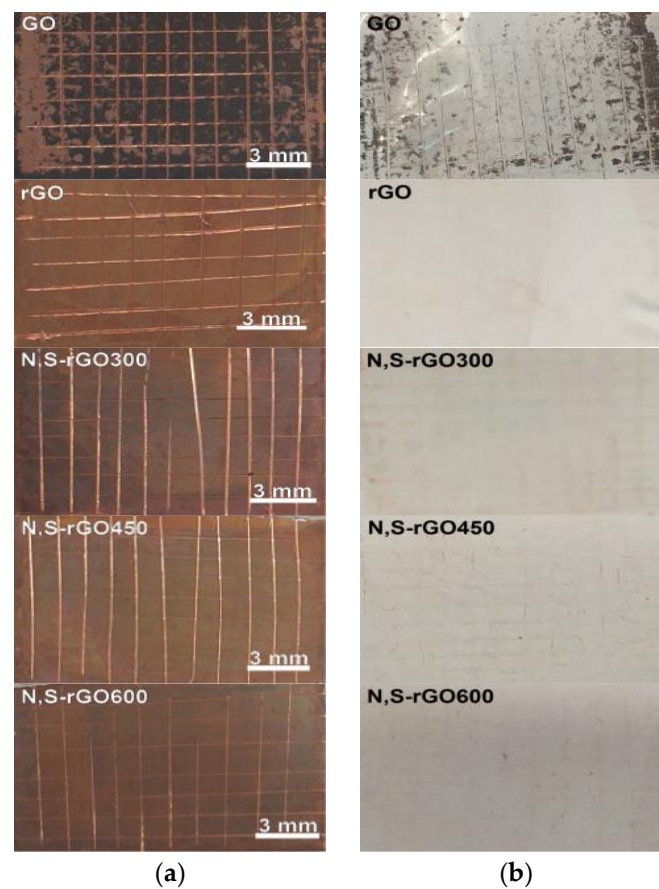 GO
GO
3 mm
rGO
rGO
3 mm
N,S-rGO300
N,S-rGO300
3 mm
N,S-rGO450
N,S-rGO450
3 mm
N,S-rGO600
N,S-rGO600
3 mm
(a)
(b)